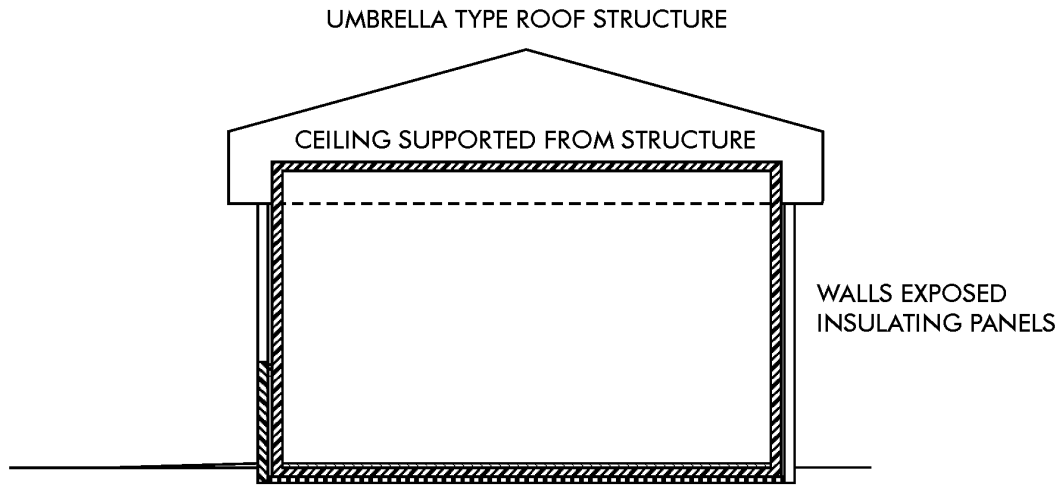 UMBRELLA TYPE ROOF STRUCTURE
CEILING SUPPORTED FROM STRUCTURE
WALLS EXPOSED
INSULATING PANELS